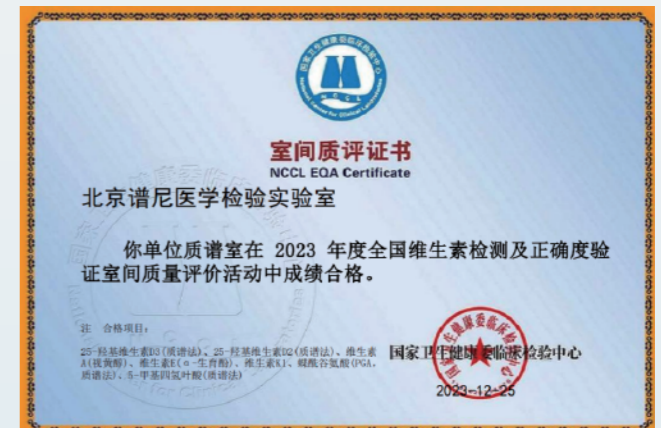 室间质评证书
NCCL EQA Certificate
北京谱尼医学检验实验室
你单位质谱室在 2023 年度全国维生素检测及正确度验
证室间质量评价活动中成绩合格。
注 合格项目:
25-羟基维生素D3(质谱法)、25-羟基维生素D2(质谱法)、维生素
A(视黄醇)、维生素E(α-生育酚)、维生素K1、蝶酰谷氨酸(PGA,
质谱法)、5-甲基四氢叶酸(质谱法)
国家卫生健康委临床检验中心
2023-12-25